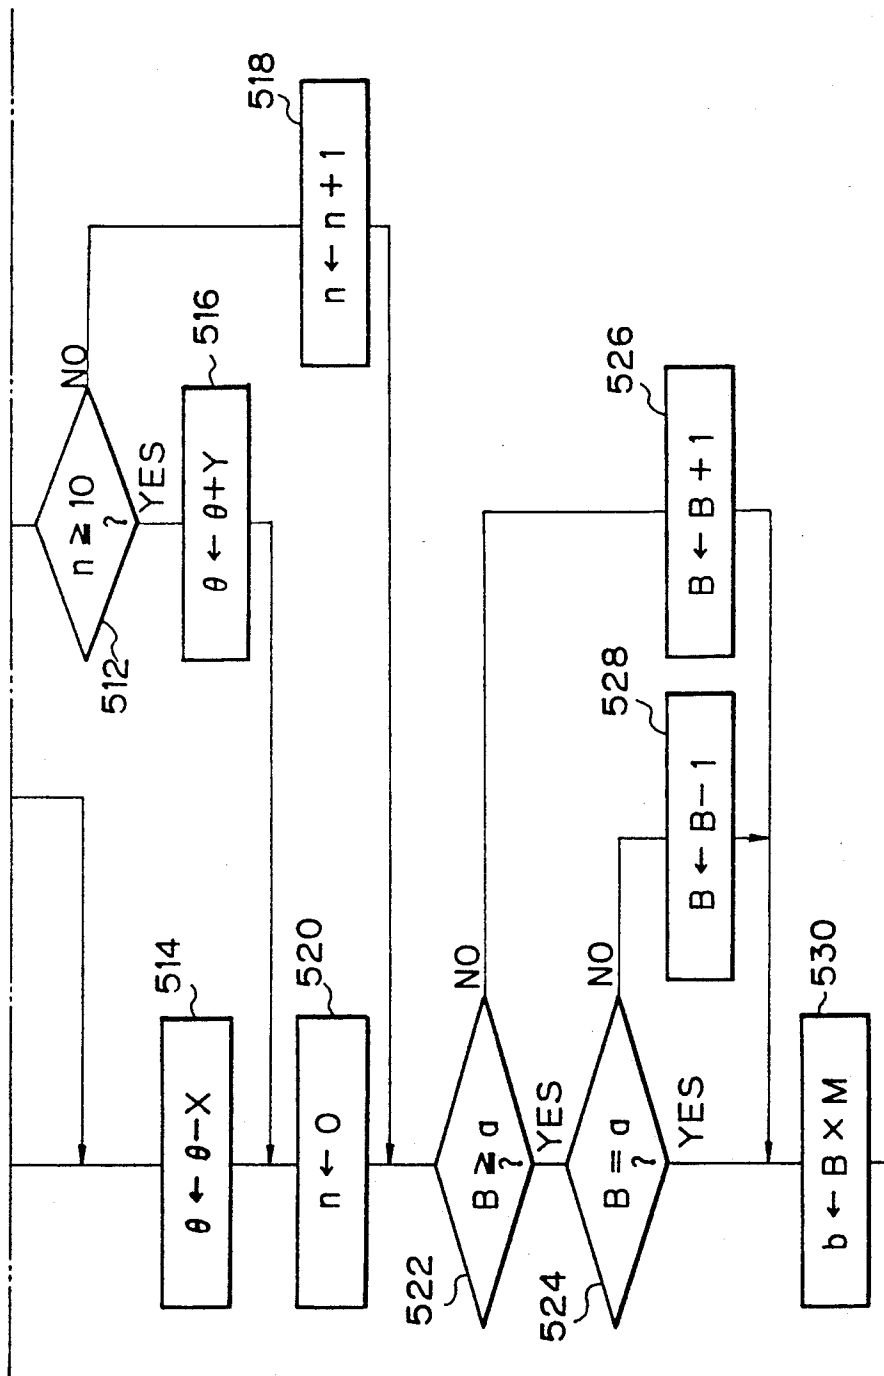 n ≧ 10
?
512
NO
YES
516
θ ← θ+Y
518
n ← n + 1
514
θ ← θ−X
520
n ← 0
522
B ≧ a
?
NO
YES
524
B = a
?
NO
YES
526
B ← B + 1
528
B ← B − 1
530
b ← B × M